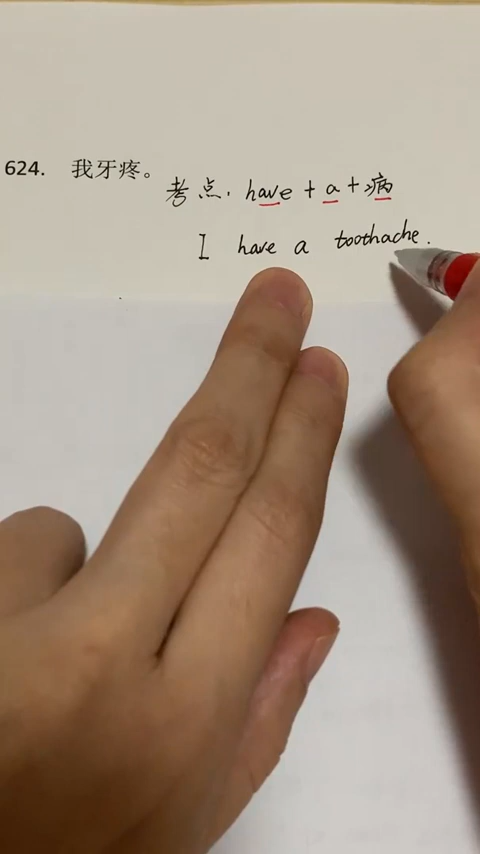 624. 我牙疼。
考点. have + a + 病
I have a toothache.